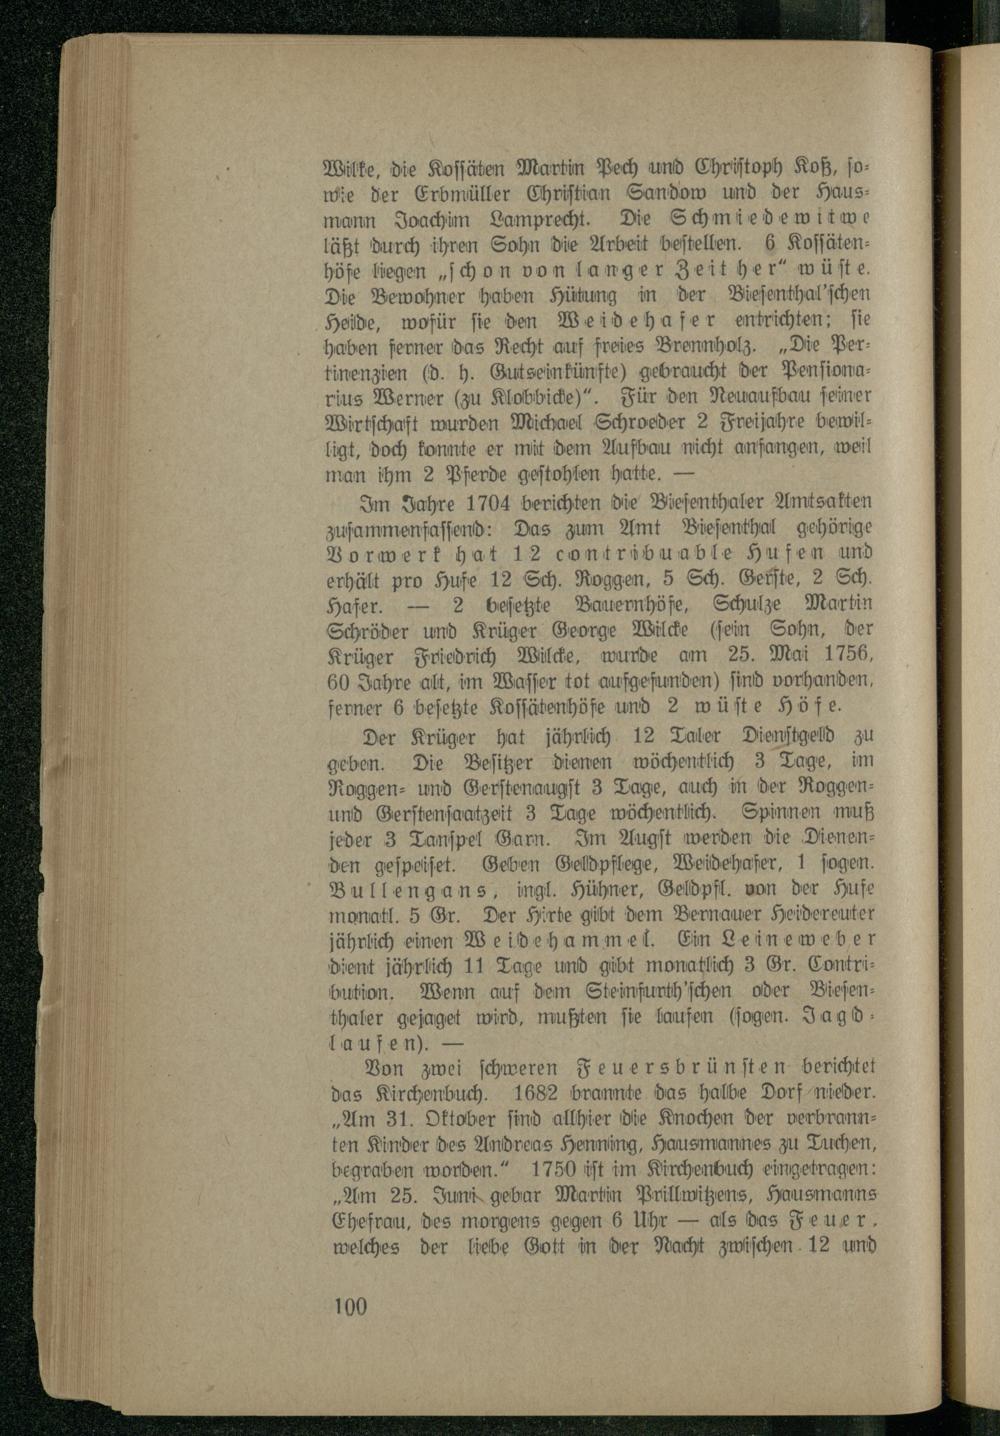 Wilke, die Kossäten Martin Pech und Christoph Koß, so-
wie der Erbmüller Christian Sandow und der Haus-
mann Joachim Lamprecht. Die Schmiedewitwe
läßt durch ihren Sohn die Arbeit bestellen. 6 Kossäten-
höfe liegen „schon von langer Zeit her“ wüste.
Die Bewohner haben Hütung in der Biesenthal'schen
Heide, wofür sie den Weidehafer entrichten; sie
haben ferner das Recht auf freies Brennholz. „Die Per-
tinenzien (d. h. Gutseinkünfte) gebraucht der Pensiona-
rius Werner (zu Klobbicke)“. Für den Neuaufbau seiner
Wirtschaft wurden Michael Schroeder 2 Freijahre bewil-
ligt, doch konnte er mit dem Aufbau nicht anfangen, weil
man ihm 2 Pferde gestohlen hatte. —
Im Jahre 1704 berichten die Biesenthaler Amtsakten
zusammenfassend: Das zum Amt Biesenthal gehörige
Vorwerk hat 12 contribuable Hufen und
erhält pro Hufe 12 Sch. Roggen, 5 Sch. Gerste, 2 Sch.
Hafer. — 2 besetzte Bauernhöfe, Schulze Martin
Schröder und Krüger George Wilcke (sein Sohn, der
Krüger Friedrich Wilcke, wurde am 25. Mai 1756,
60 Jahre alt, im Wasser tot aufgefunden) sind vorhanden,
ferner 6 besetzte Kossätenhöfe und 2 wüste Höfe.
Der Krüger hat jährlich 12 Taler Dienstgeld zu
geben. Die Besitzer dienen wöchentlich 3 Tage, im
Roggen- und Gerstenaugst 3 Tage, auch in der Roggen-
und Gerstensaatzeit 3 Tage wöchentlich. Spinnen muß
jeder 3 Tanspel Garn. Im Augst werden die Dienen-
den gespeiset. Geben Geldpflege, Weidehafer, 1 sogen.
Bullengans, ingl. Hühner, Geldpfl. von der Hufe
monatl. 5 Gr. Der Hirte gibt dem Bernauer Heidereuter
jährlich einen Weidehammel. Ein Leineweber
dient jährlich 11 Tage und gibt monatlich 3 Gr. Contri-
bution. Wenn auf dem Steinfurth'schen oder Biesen-
thaler gejaget wird, mußten sie laufen (sogen. Jagd-
laufen). —
Von zwei schweren Feuersbrünsten berichtet
das Kirchenbuch. 1682 brannte das halbe Dorf nieder.
„Am 31. Oktober sind allhier die Knochen der verbrann-
ten Kinder des Andreas Henning, Hausmannes zu Tuchen,
begraben worden.“ 1750 ist im Kirchenbuch eingetragen:
„Am 25. Juni gebar Martin Prillwitzens, Hausmanns
Ehefrau, des morgens gegen 6 Uhr — als das Feuer,
welches der liebe Gott in der Nacht zwischen 12 und
100